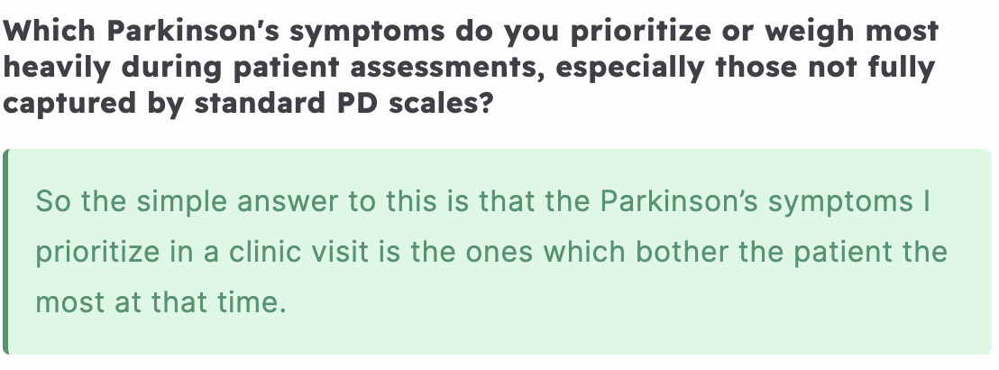 Which Parkinson's symptoms do you prioritize or weigh most
heavily during patient assessments, especially those not fully
captured by standard PD scales?
So the simple answer to this is that the Parkinson’s symptoms I
prioritize in a clinic visit is the ones which bother the patient the
most at that time.